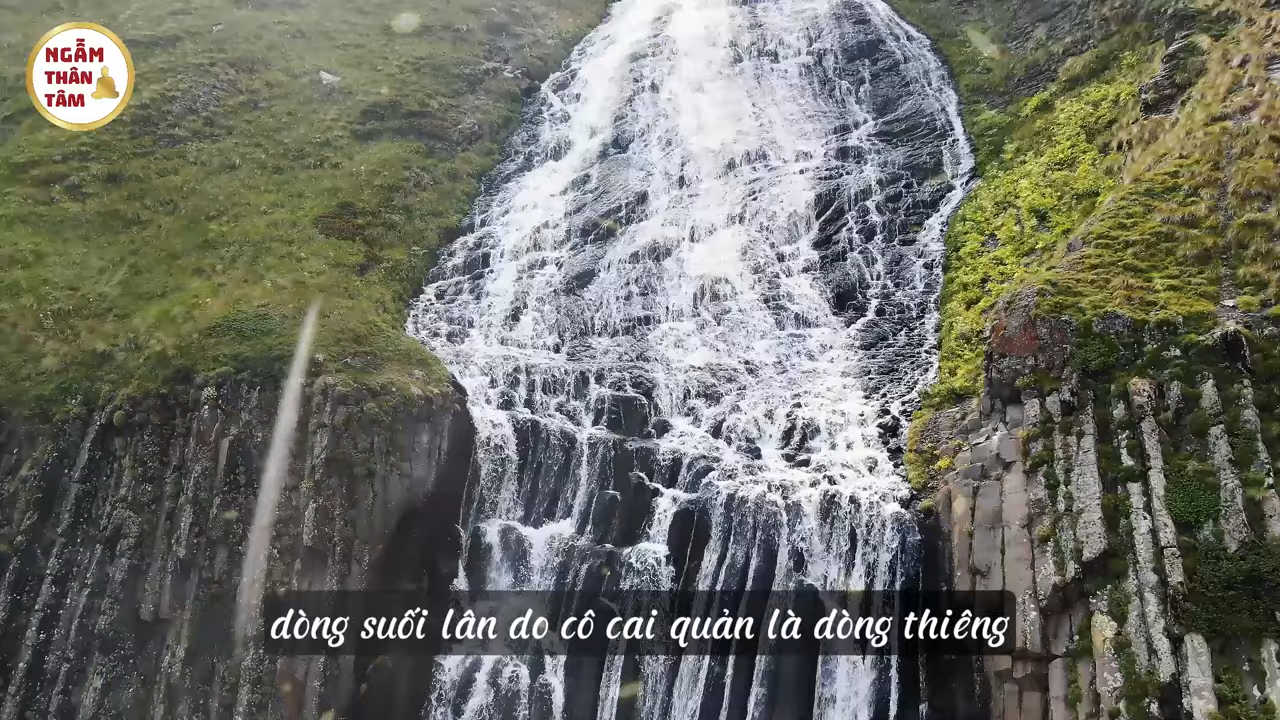 NGẪM
THÂN
TÂM
dòng suối lân do cô cai quản là dòng thiêng